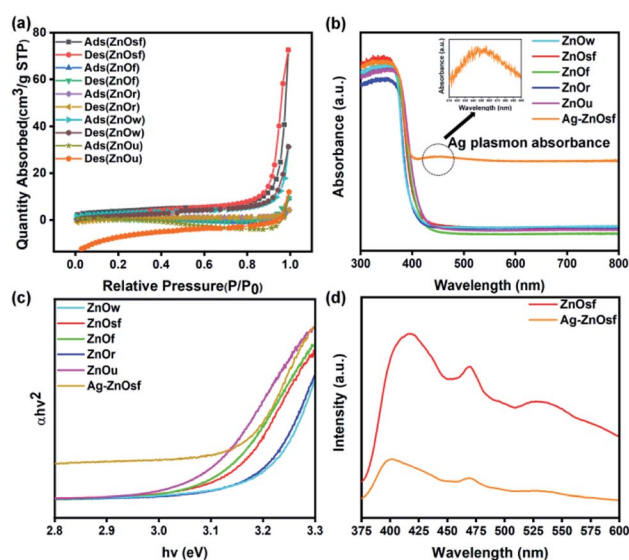 (a)
Quantity Absorbed(cm³/g STP)
80
60
40
20
0
Ads(ZnOsf)
Des(ZnOsf)
Ads(ZnOf)
Des(ZnOf)
Ads(ZnOr)
Des(ZnOr)
Ads(ZnOw)
Des(ZnOw)
Ads(ZnOu)
Des(ZnOu)
0.0 0.2 0.4 0.6 0.8 1.0
Relative Pressure(P/P₀)
(b)
Absorbance (a.u.)
Absorbance (a.u.)
Wavelength (nm)
ZnOw
ZnOsf
ZnOf
ZnOr
ZnOu
Ag-ZnOsf
Ag plasmon absorbance
300 400 500 600 700 800
Wavelength (nm)
(c)
αhν²
ZnOw
ZnOsf
ZnOf
ZnOr
ZnOu
Ag-ZnOsf
2.8 2.9 3.0 3.1 3.2 3.3
hν (eV)
(d)
Intensity (a.u.)
ZnOsf
Ag-ZnOsf
375 400 425 450 475 500 525 550 575 600
Wavelength (nm)